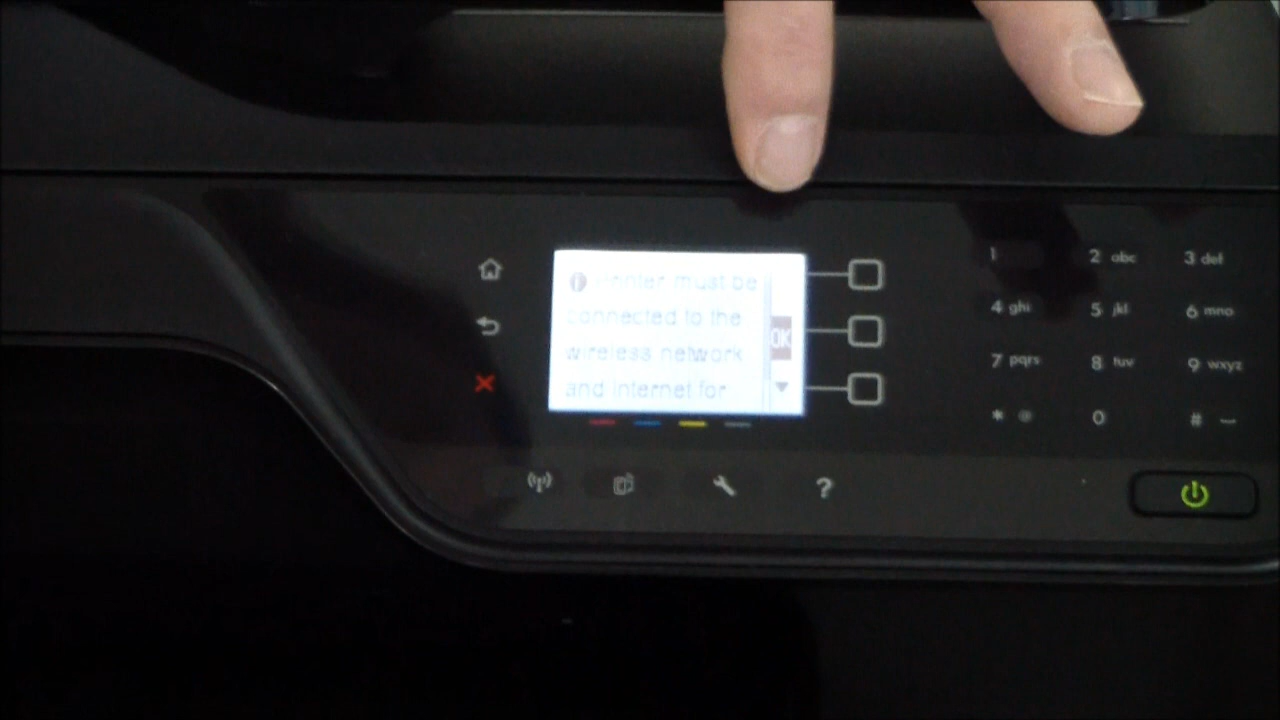 Printer must be
connected to the
OK
wireless network
and Internet for
1
2 abc
3 def
4 ghi
5 jkl
6 mno
7 pqrs
8 tuv
9 wxyz
* @
0
# -
?